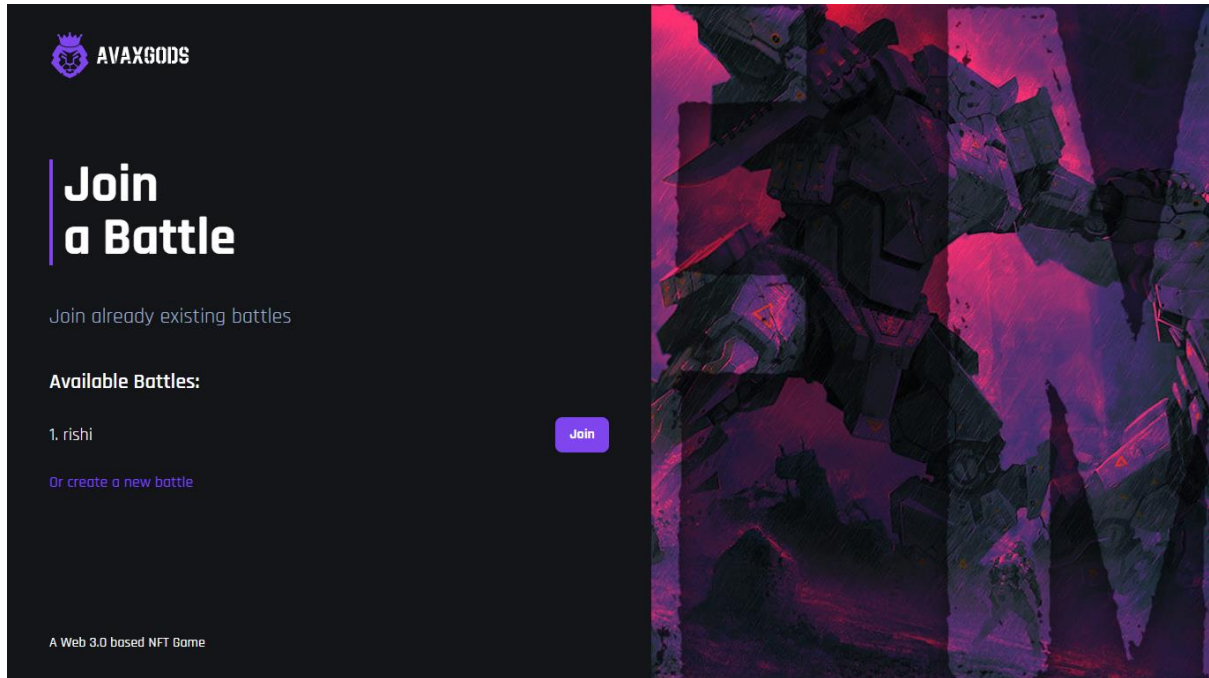 AVAXGODS
Join
a Battle
Join already existing battles
Available Battles:
1. rishi
Join
Or create a new battle
A Web 3.0 based NFT Game